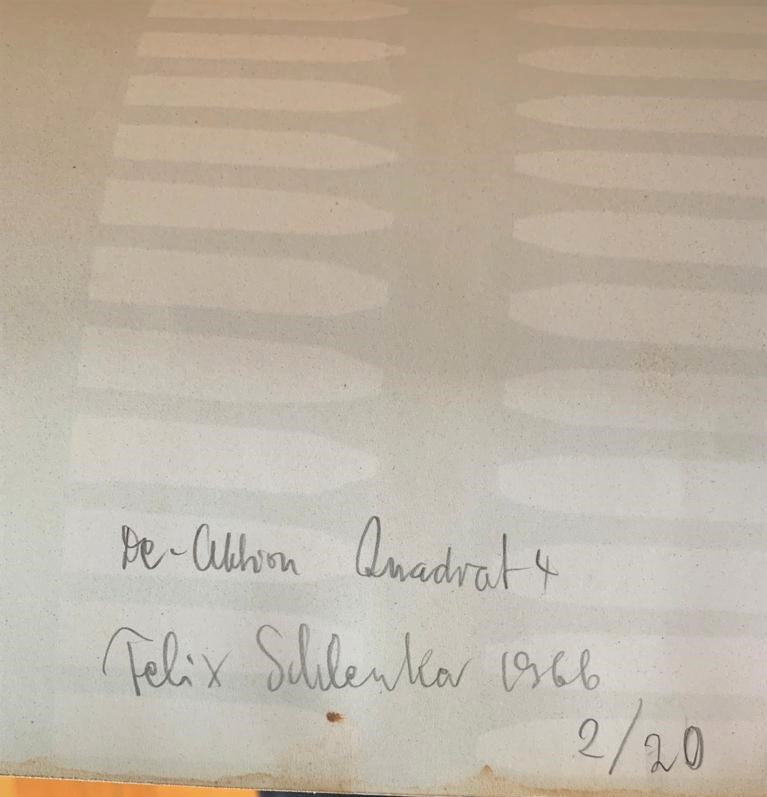 De-Aktion Quadrat 4
Felix Schlenker 1966
2/20